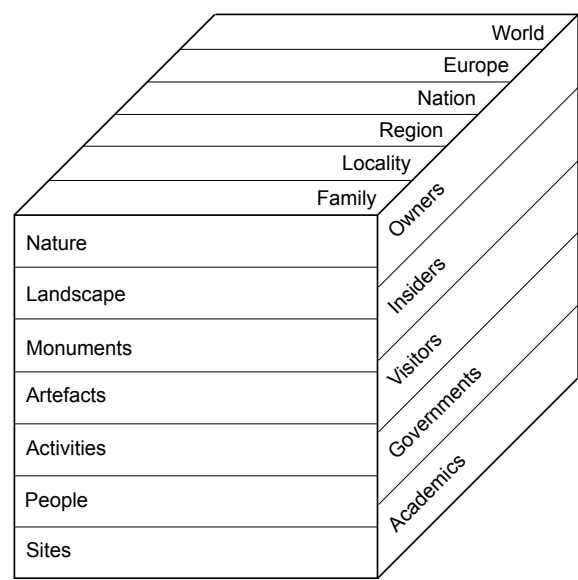 World
Europe
Nation
Region
Locality
Family
Nature
Landscape
Monuments
Artefacts
Activities
People
Sites
Owners
Insiders
Visitors
Governments
Academics